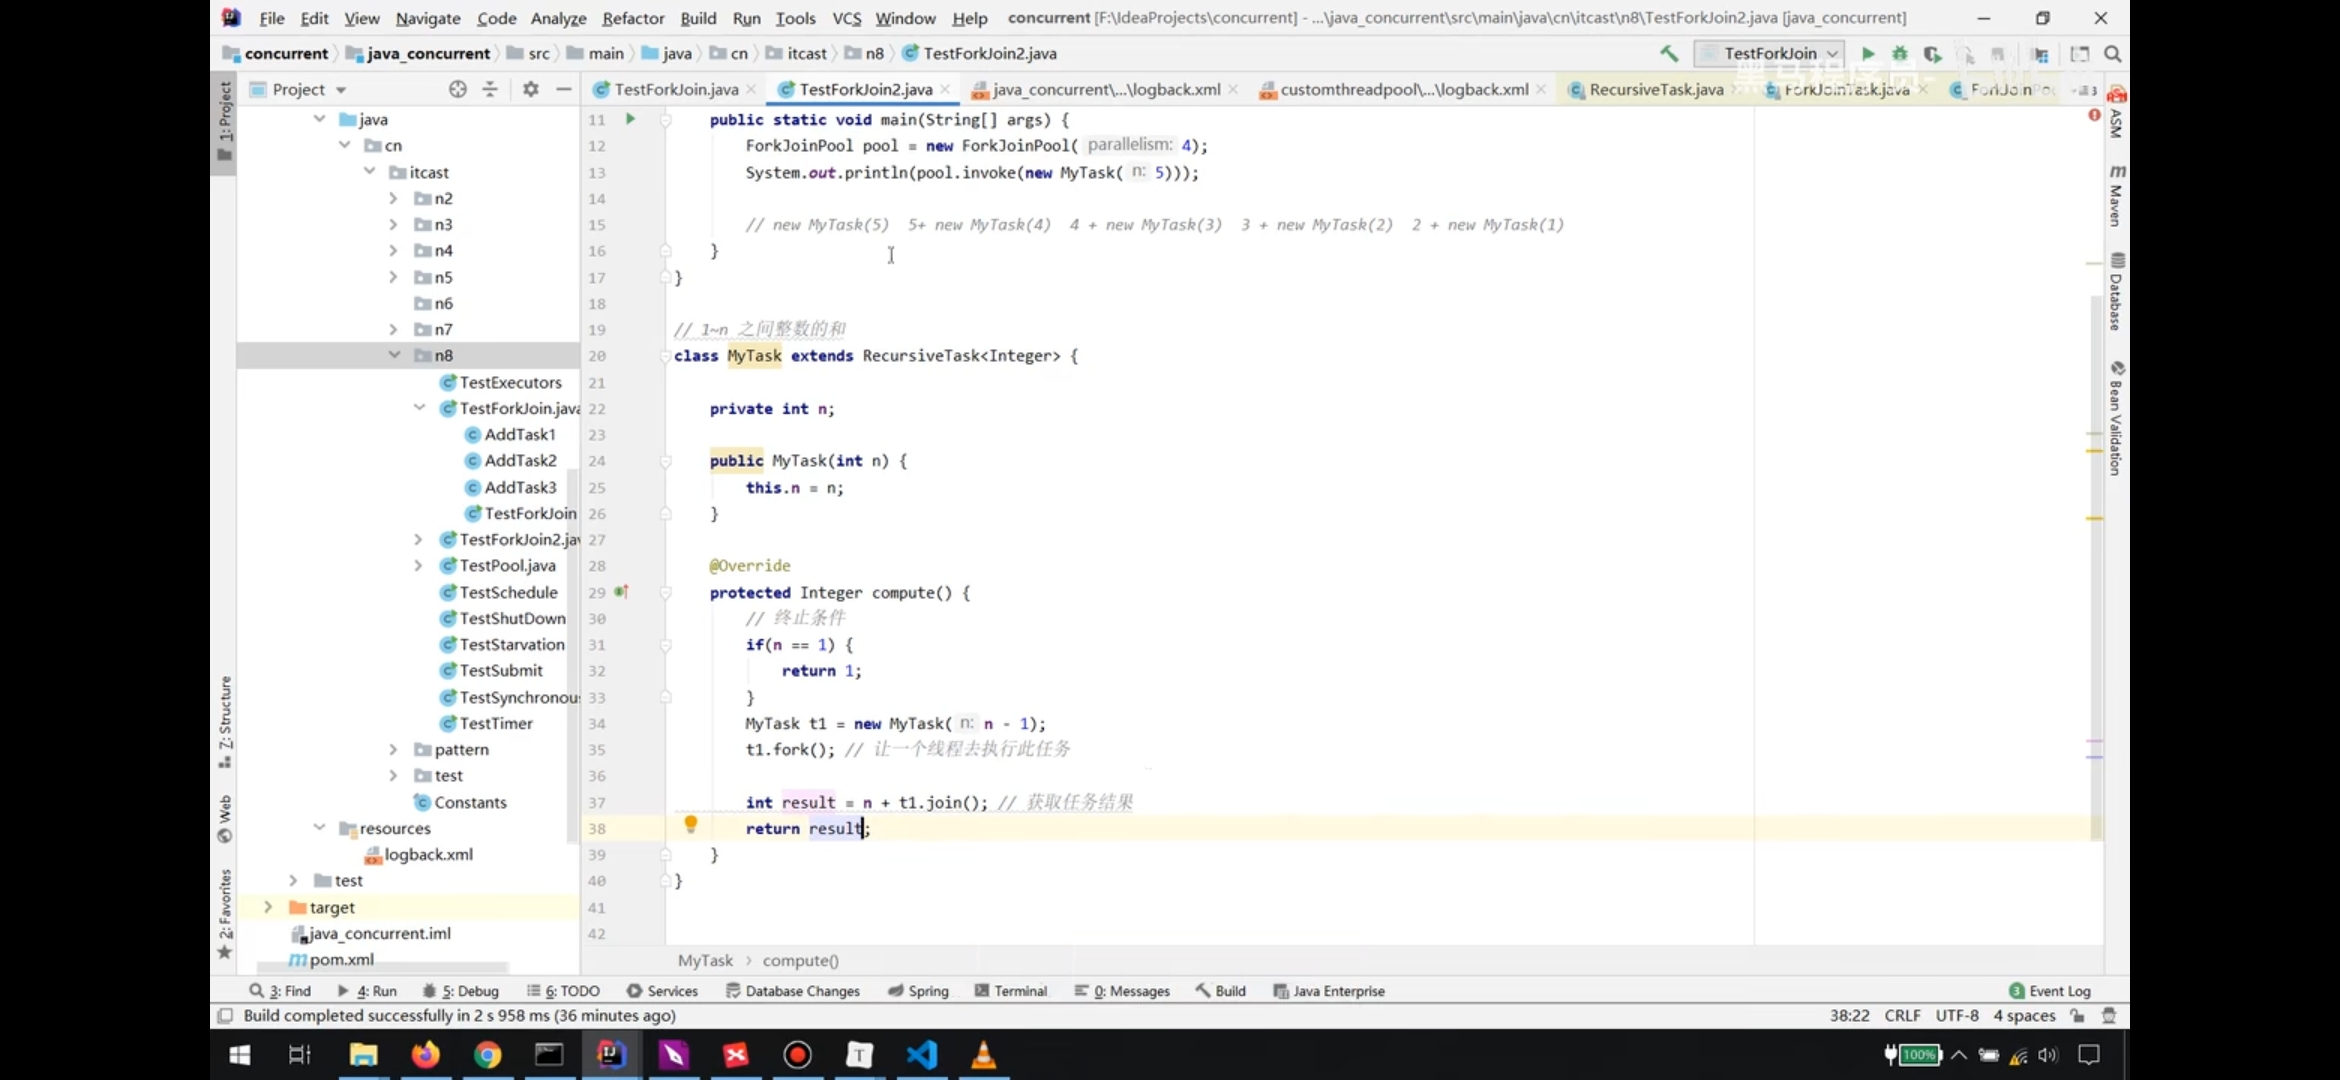 File Edit View Navigate Code Analyze Refactor Build Run Tools VCS Window Help concurrent [F:\IdeaProjects\concurrent] - ...\java_concurrent\src\main\java\cn\itcast\n8\TestForkJoin2.java [java_concurrent]
concurrent java_concurrent src main java cn itcast n8 TestForkJoin2.java TestForkJoin
黑马程序员-
Project TestForkJoin.java TestForkJoin2.java java_concurrent\...\logback.xml customthreadpool\...\logback.xml RecursiveTask.java ForkJoinTask.java ForkJoinPo
1: Project
Z: Structure
Web
2: Favorites
java
cn
itcast
n2
n3
n4
n5
n6
n7
n8
TestExecutors
TestForkJoin.java
AddTask1
AddTask2
AddTask3
TestForkJoin
TestForkJoin2.jav
TestPool.java
TestSchedule
TestShutDown
TestStarvation
TestSubmit
TestSynchronous
TestTimer
pattern
test
Constants
resources
logback.xml
test
target
java_concurrent.iml
pom.xml
11 public static void main(String[] args) {
12 ForkJoinPool pool = new ForkJoinPool( parallelism: 4);
13 System.out.println(pool.invoke(new MyTask( n: 5)));
14
15 // new MyTask(5) 5+ new MyTask(4) 4 + new MyTask(3) 3 + new MyTask(2) 2 + new MyTask(1)
16 }
17 }
18
19 // 1~n 之间整数的和
20 class MyTask extends RecursiveTask<Integer> {
21
22 private int n;
23
24 public MyTask(int n) {
25 this.n = n;
26 }
27
28 @Override
29 protected Integer compute() {
30 // 终止条件
31 if(n == 1) {
32 return 1;
33 }
34 MyTask t1 = new MyTask( n: n - 1);
35 t1.fork(); // 让一个线程去执行此任务
36
37 int result = n + t1.join(); // 获取任务结果
38 return result;
39 }
40 }
41
42
MyTask > compute()
ASM
Maven
Database
Bean Validation
3: Find 4: Run 5: Debug 6: TODO Services Database Changes Spring Terminal 0: Messages Build Java Enterprise 3 Event Log
Build completed successfully in 2 s 958 ms (36 minutes ago) 38:22 CRLF UTF-8 4 spaces
T 100%